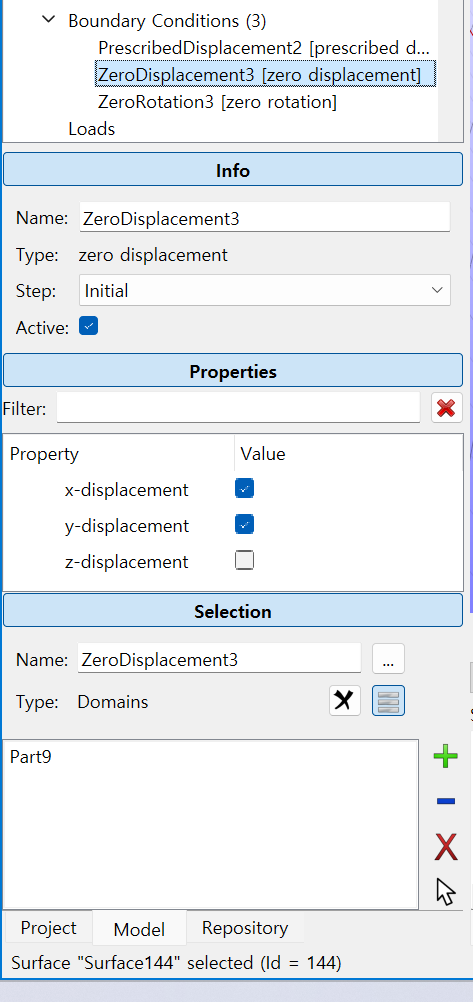 Boundary Conditions (3)
PrescribedDisplacement2 [prescribed d...
ZeroDisplacement3 [zero displacement]
ZeroRotation3 [zero rotation]
Loads
Info
Name: ZeroDisplacement3
Type: zero displacement
Step: Initial
Active:
Properties
Filter:
Property Value
x-displacement
y-displacement
z-displacement
Selection
Name: ZeroDisplacement3 ...
Type: Domains
Part9
Project Model Repository
Surface "Surface144" selected (Id = 144)